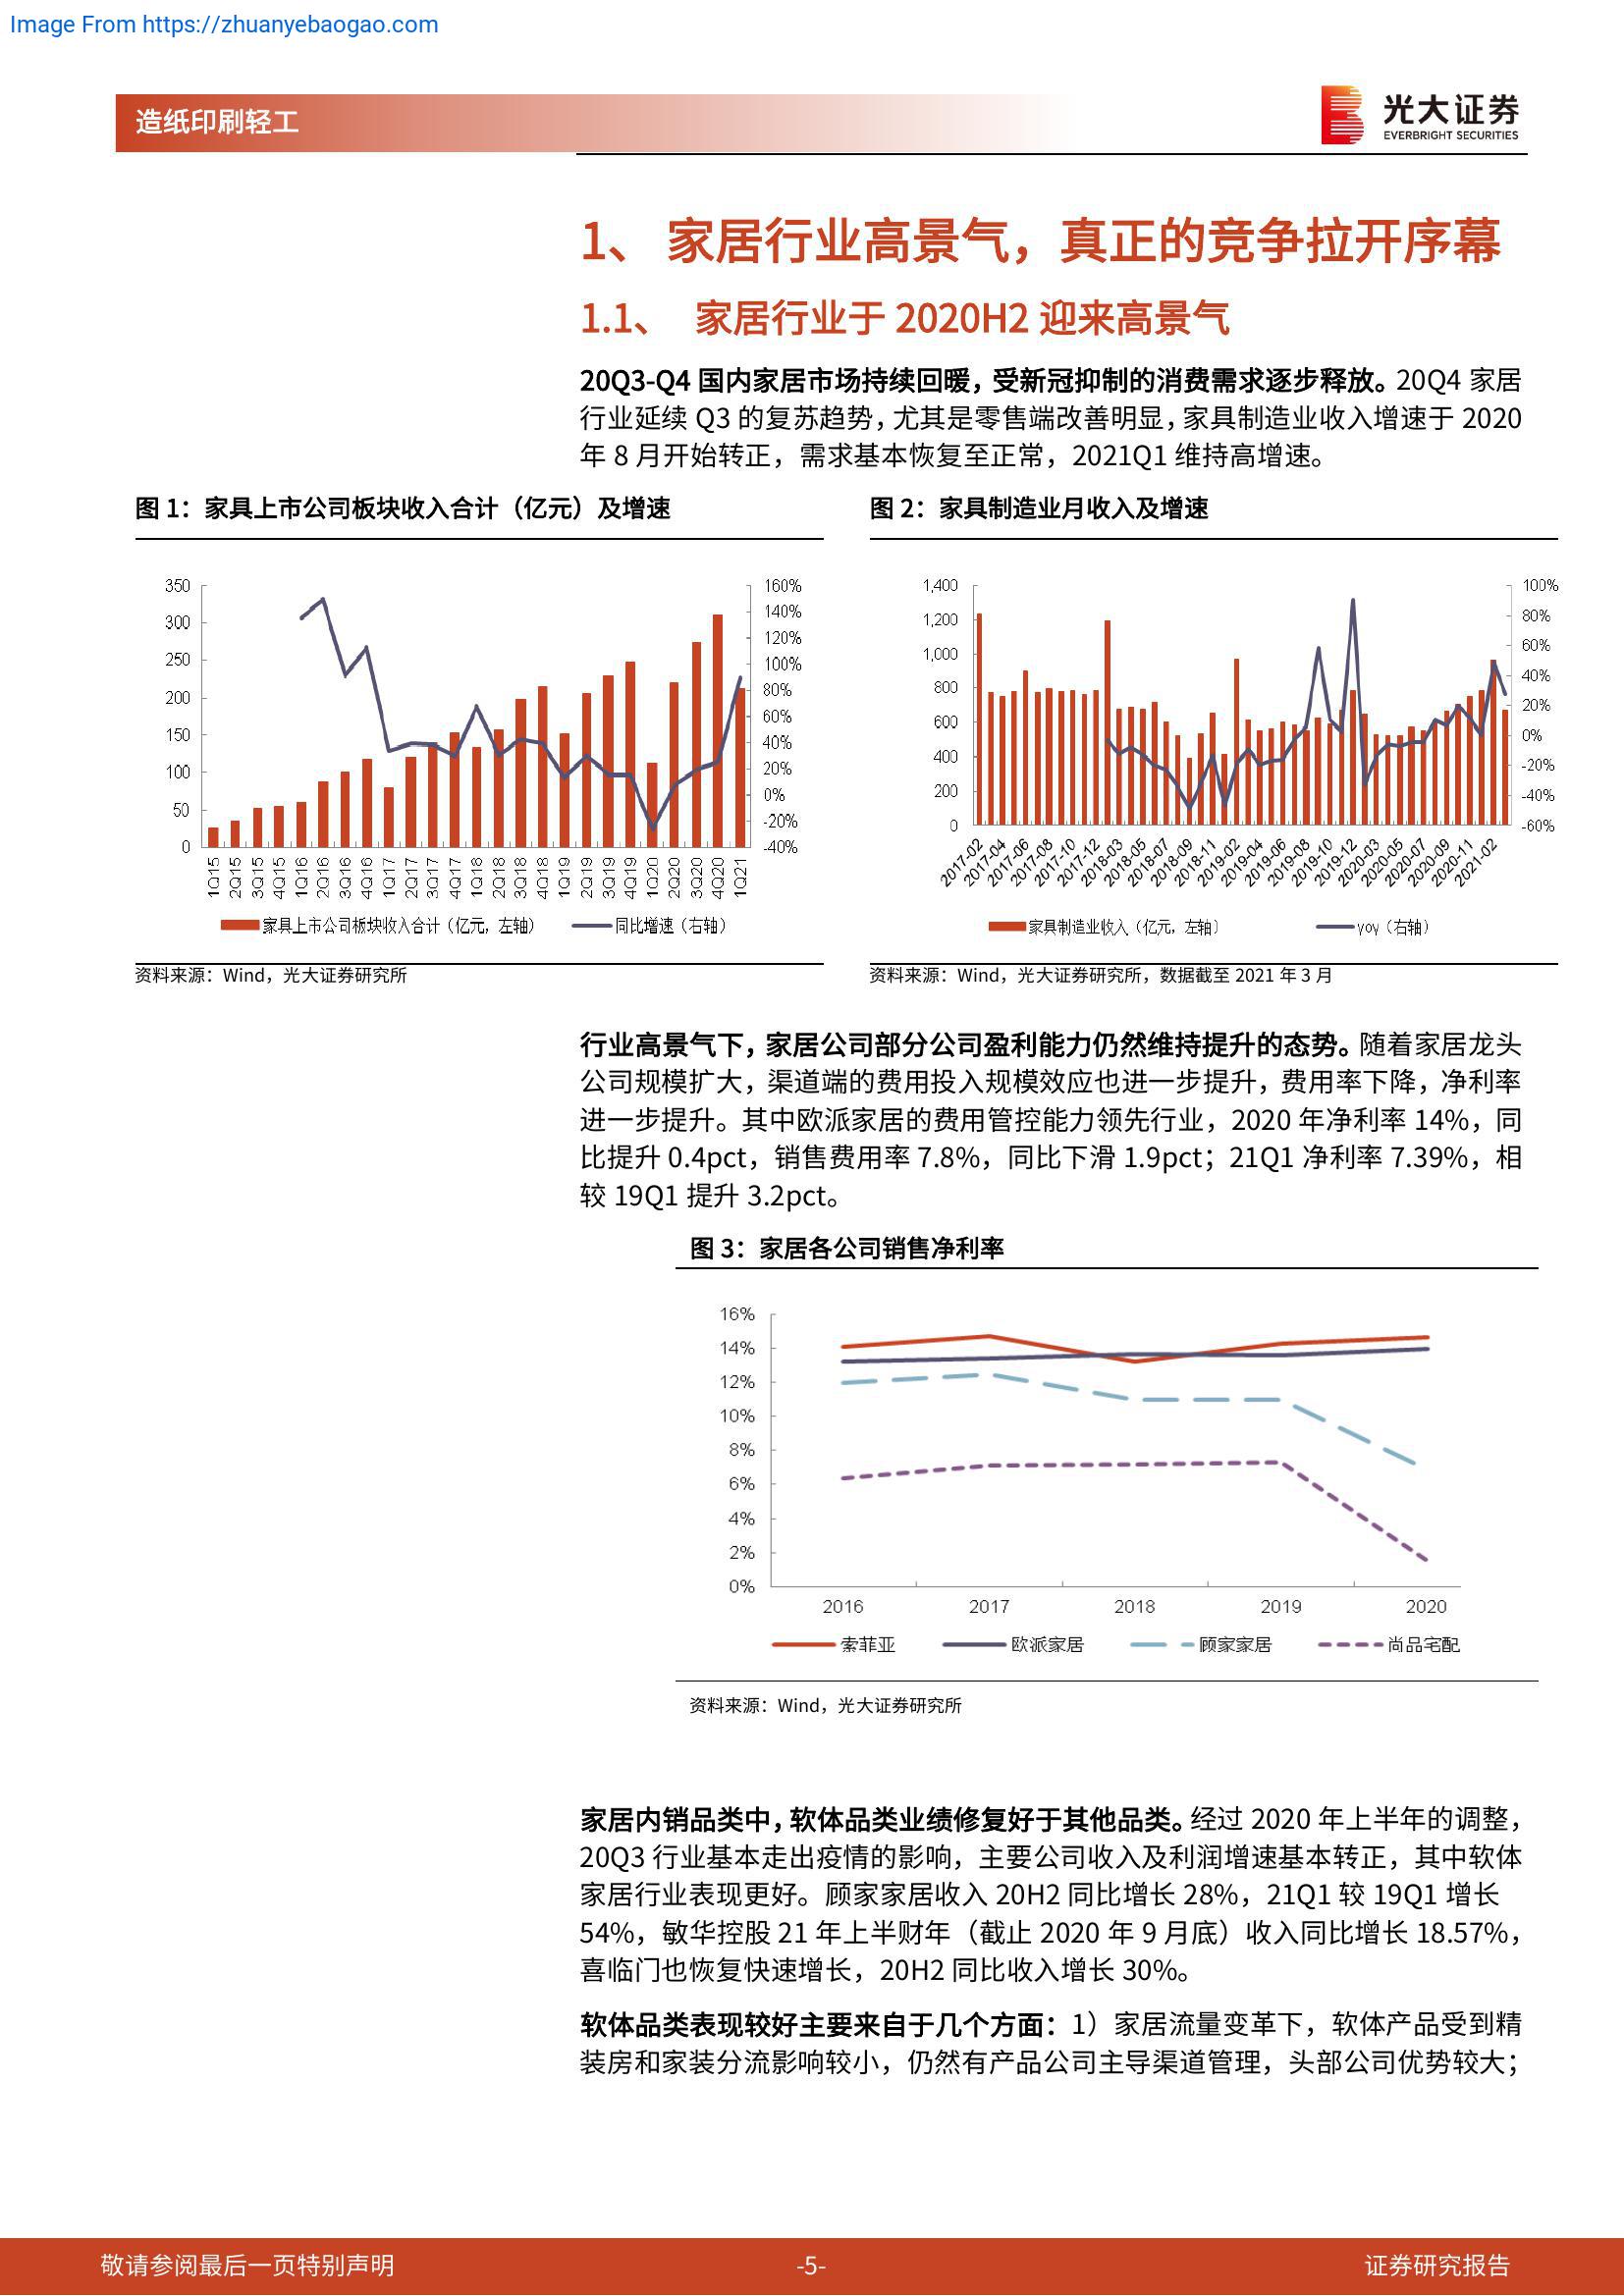 Image From https://zhuanyebaogao.com
造纸印刷轻工
光大证券
EVERBRIGHT SECURITIES
1、 家居行业高景气，真正的竞争拉开序幕
1.1、 家居行业于 2020H2 迎来高景气
20Q3-Q4 国内家居市场持续回暖，受新冠抑制的消费需求逐步释放。20Q4 家居
行业延续 Q3 的复苏趋势，尤其是零售端改善明显，家具制造业收入增速于 2020
年 8 月开始转正，需求基本恢复至正常，2021Q1 维持高增速。
图 1：家具上市公司板块收入合计（亿元）及增速
350
300
250
200
150
100
50
0
160%
140%
120%
100%
80%
60%
40%
20%
0%
-20%
-40%
1Q15 2Q15 3Q15 4Q15 1Q16 2Q16 3Q16 4Q16 1Q17 2Q17 3Q17 4Q17 1Q18 2Q18 3Q18 4Q18 1Q19 2Q19 3Q19 4Q19 1Q20 2Q20 3Q20 4Q20 1Q21
家具上市公司板块收入合计（亿元，左轴） 同比增速（右轴）
资料来源：Wind，光大证券研究所
图 2：家具制造业月收入及增速
1,400
1,200
1,000
800
600
400
200
0
100%
80%
60%
40%
20%
0%
-20%
-40%
-60%
2017-02 2017-04 2017-06 2017-08 2017-10 2017-12 2018-03 2018-05 2018-07 2018-09 2018-11 2019-02 2019-04 2019-06 2019-08 2019-10 2019-12 2020-03 2020-05 2020-07 2020-09 2020-11 2021-02
家具制造业收入（亿元，左轴） yoy（右轴）
资料来源：Wind，光大证券研究所，数据截至 2021 年 3 月
行业高景气下，家居公司部分公司盈利能力仍然维持提升的态势。随着家居龙头
公司规模扩大，渠道端的费用投入规模效应也进一步提升，费用率下降，净利率
进一步提升。其中欧派家居的费用管控能力领先行业，2020 年净利率 14%，同
比提升 0.4pct，销售费用率 7.8%，同比下滑 1.9pct；21Q1 净利率 7.39%，相
较 19Q1 提升 3.2pct。
图 3：家居各公司销售净利率
16%
14%
12%
10%
8%
6%
4%
2%
0%
2016 2017 2018 2019 2020
索菲亚 欧派家居 顾家家居 尚品宅配
资料来源：Wind，光大证券研究所
家居内销品类中，软体品类业绩修复好于其他品类。经过 2020 年上半年的调整，
20Q3 行业基本走出疫情的影响，主要公司收入及利润增速基本转正，其中软体
家居行业表现更好。顾家家居收入 20H2 同比增长 28%，21Q1 较 19Q1 增长
54%，敏华控股 21 年上半财年（截止 2020 年 9 月底）收入同比增长 18.57%，
喜临门也恢复快速增长，20H2 同比收入增长 30%。
软体品类表现较好主要来自于几个方面：1）家居流量变革下，软体产品受到精
装房和家装分流影响较小，仍然有产品公司主导渠道管理，头部公司优势较大；
敬请参阅最后一页特别声明
-5-
证券研究报告